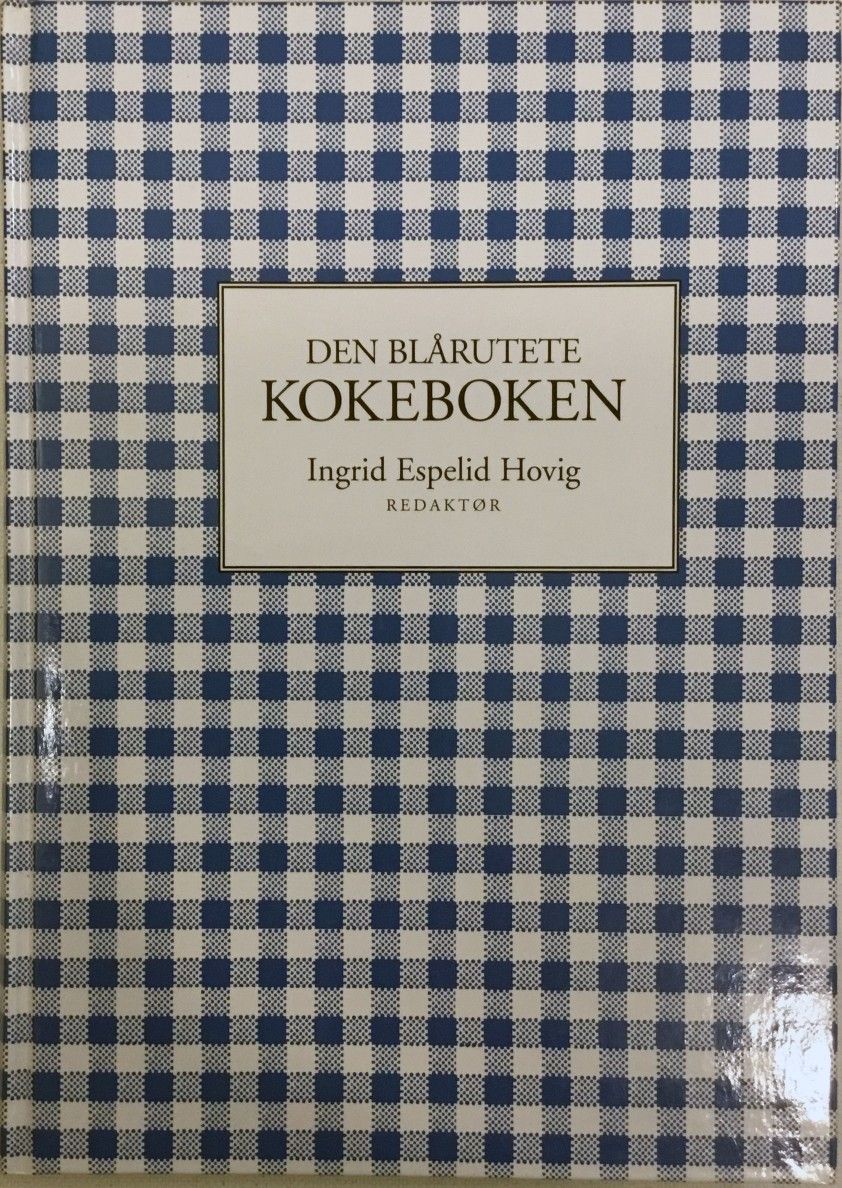 DEN BLÅRUTETE
KOKEBOKEN
Ingrid Espelid Hovig
REDAKTØR